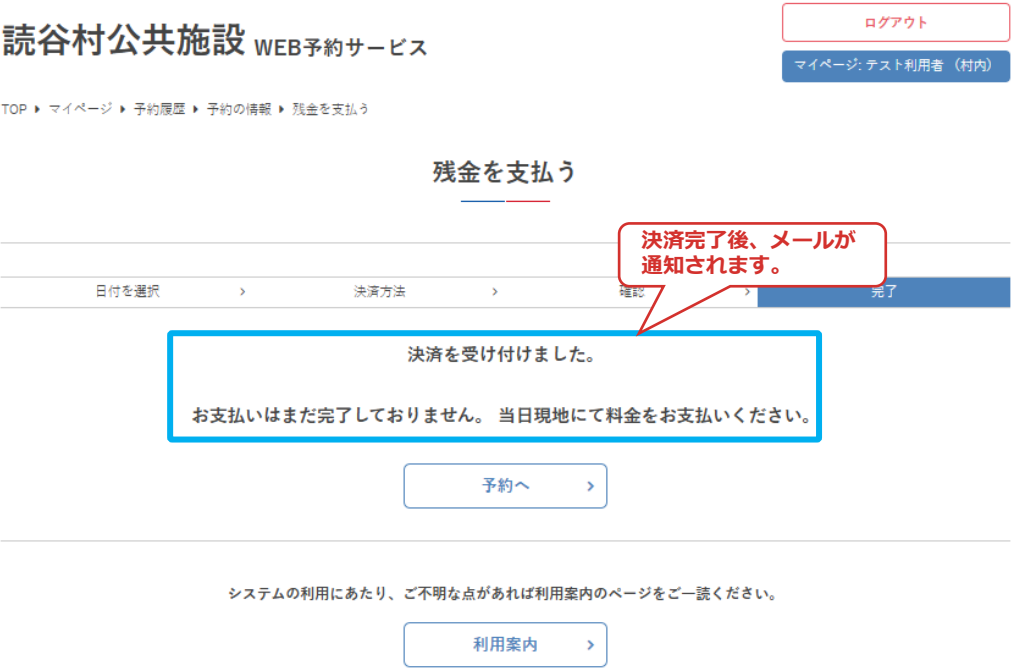 読谷村公共施設 WEB予約サービス
ログアウト
マイページ: テスト利用者 （村内）
TOP マイページ 予約履歴 予約の情報 残金を支払う
残金を支払う
決済完了後、メールが
通知されます。
日付を選択 > 決済方法 > 確認 > 完了
決済を受け付けました。
お支払いはまだ完了しておりません。 当日現地にて料金をお支払いください。
予約へ >
システムの利用にあたり、ご不明な点があれば利用案内のページをご一読ください。
利用案内 >